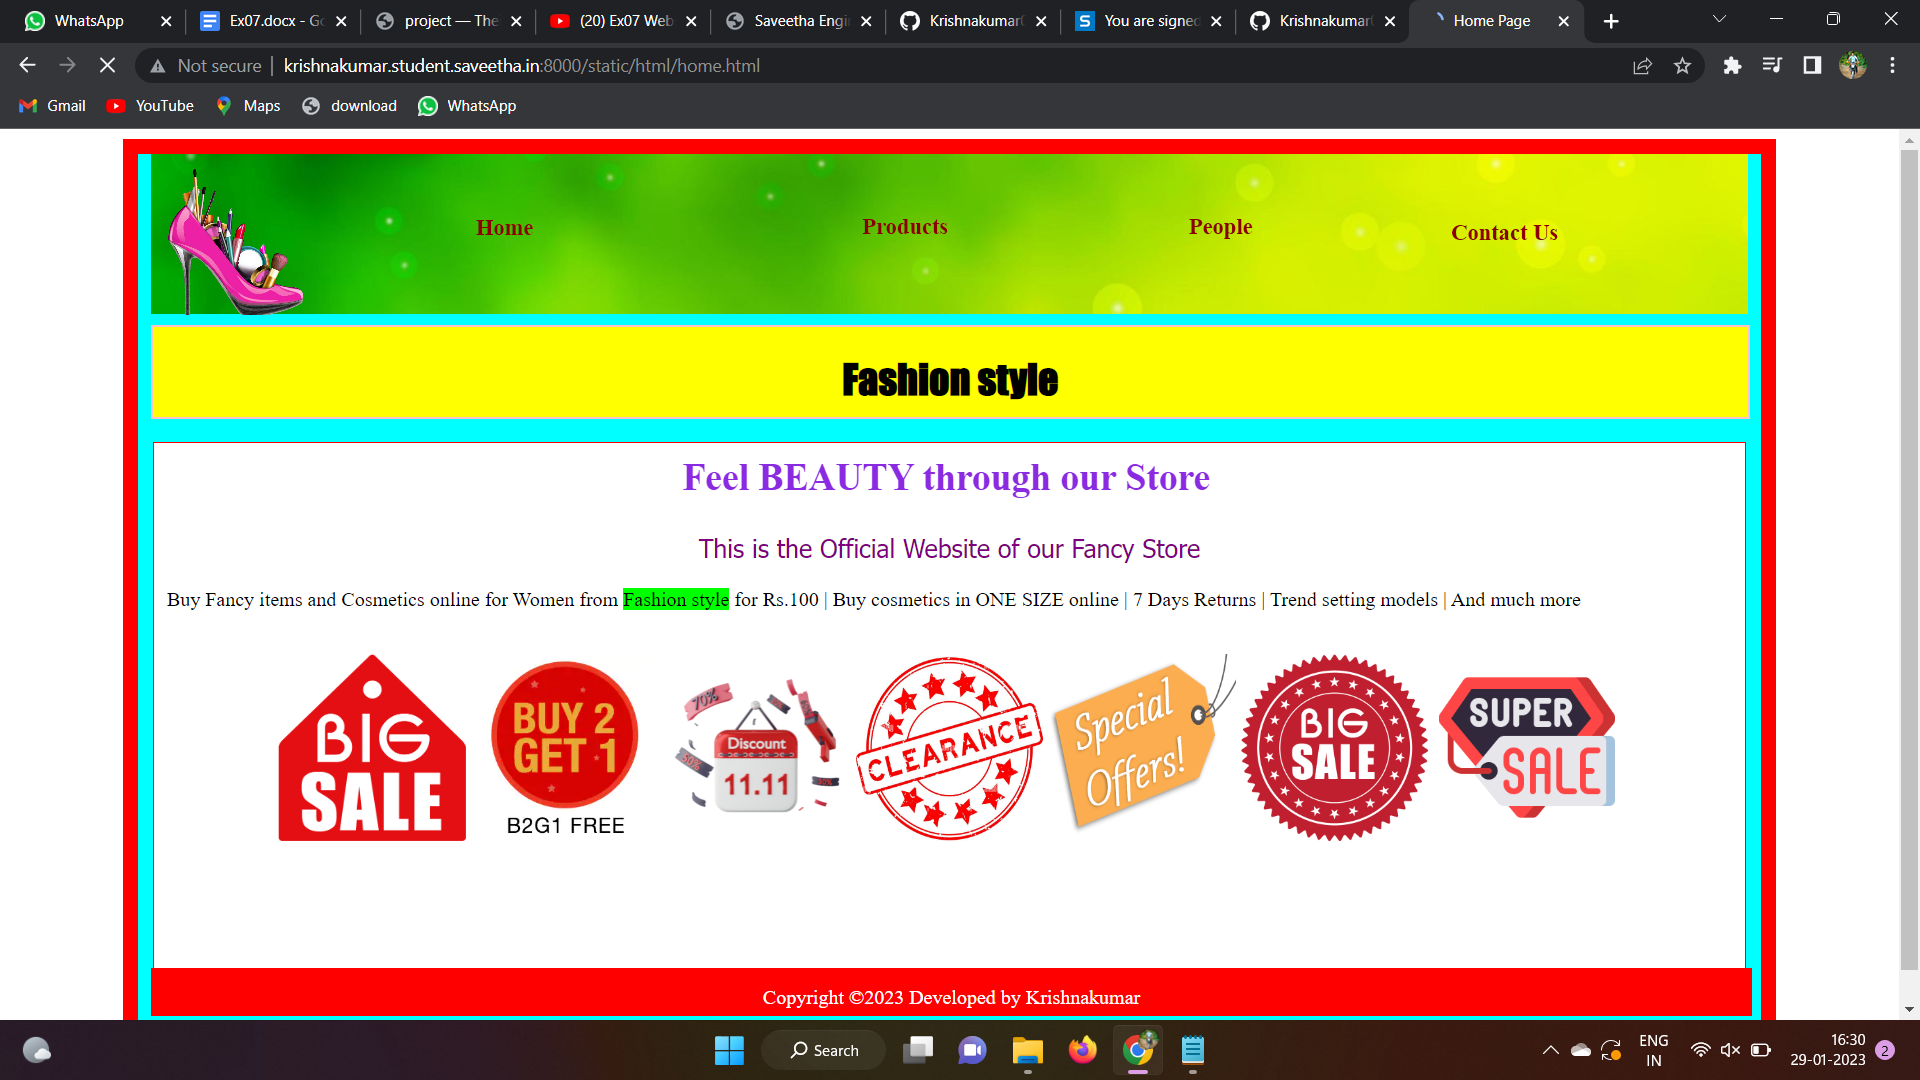 WhatsApp
Ex07.docx - Go
project — The
(20) Ex07 Web
Saveetha Engi
Krishnakumar
You are signed
Krishnakumar
Home Page
Not secure | krishnakumar.student.saveetha.in:8000/static/html/home.html
Gmail
YouTube
Maps
download
WhatsApp
Home
Products
People
Contact Us
Fashion style
Feel BEAUTY through our Store
This is the Official Website of our Fancy Store
Buy Fancy items and Cosmetics online for Women from Fashion style for Rs.100 | Buy cosmetics in ONE SIZE online | 7 Days Returns | Trend setting models | And much more
BIG
SALE
BUY 2
GET 1
B2G1 FREE
70%
50%
Discount
11.11
CLEARANCE
Special
Offers!
BIG
SALE
SUPER
SALE
Copyright ©2023 Developed by Krishnakumar
Search
ENG
IN
16:30
29-01-2023
2